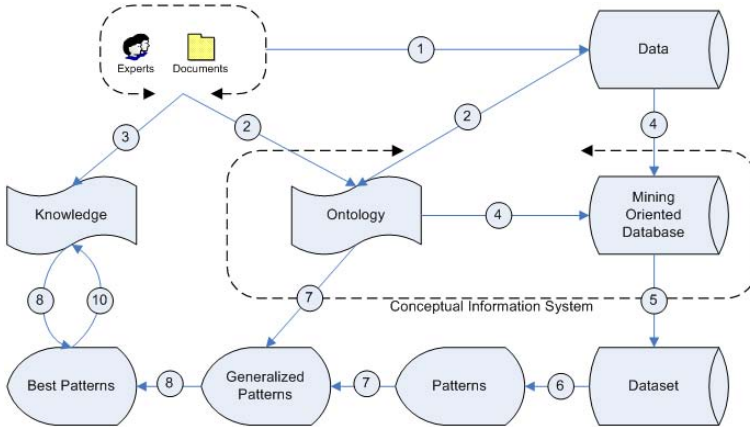 Experts
Documents
1
Data
3
2
2
4
Knowledge
Ontology
4
Mining
Oriented
Database
8
10
7
Conceptual Information System
5
Best Patterns
8
Generalized
Patterns
7
Patterns
6
Dataset